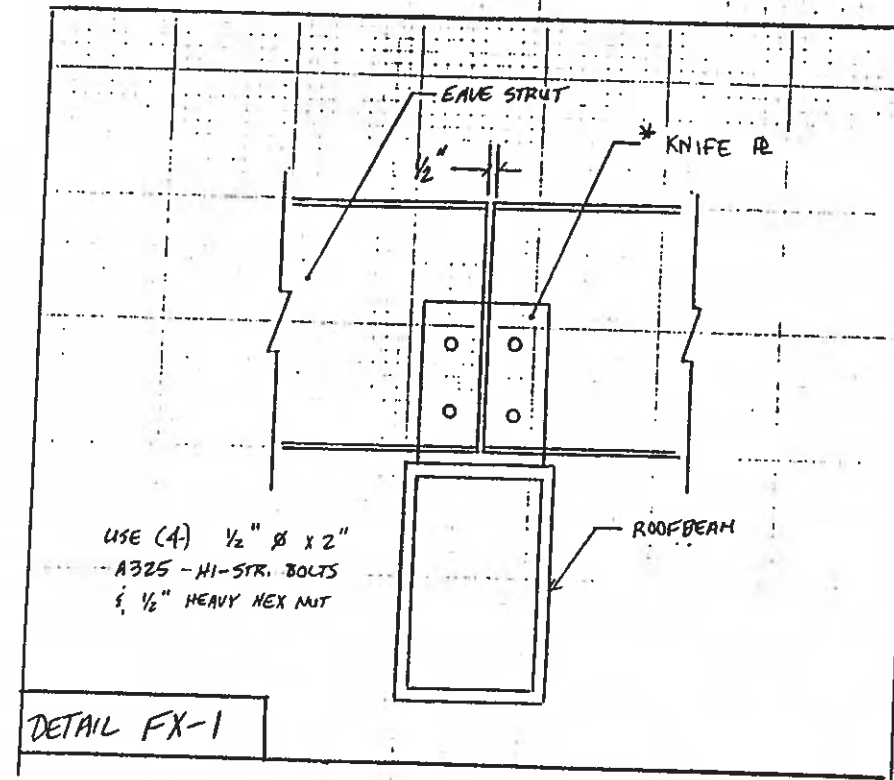 EAVE STRUT
* KNIFE PL
1/2"
ROOFBEAM
USE (4) 1/2" Ø x 2"
A325 - HI-STR. BOLTS
& 1/2" HEAVY HEX NUT
DETAIL FX-1